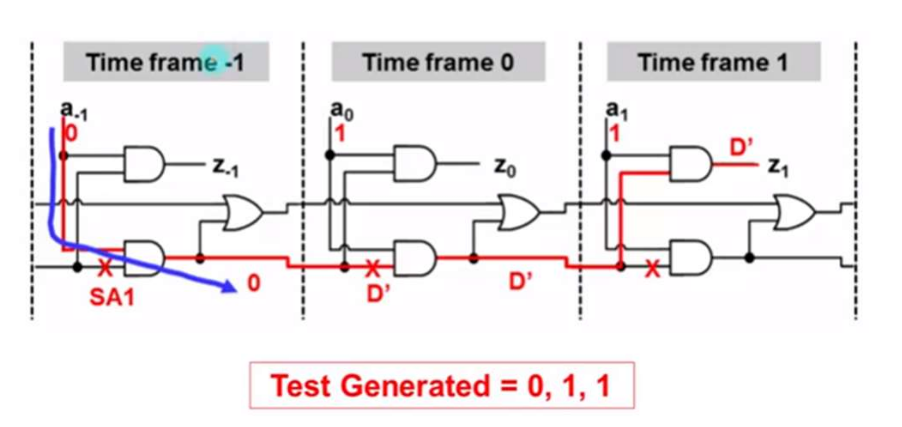 Time frame -1
Time frame 0
Time frame 1
a-1
a0
a1
0
1
1
D'
z-1
z0
z1
X
X
X
0
SA1
D'
D'
Test Generated = 0, 1, 1